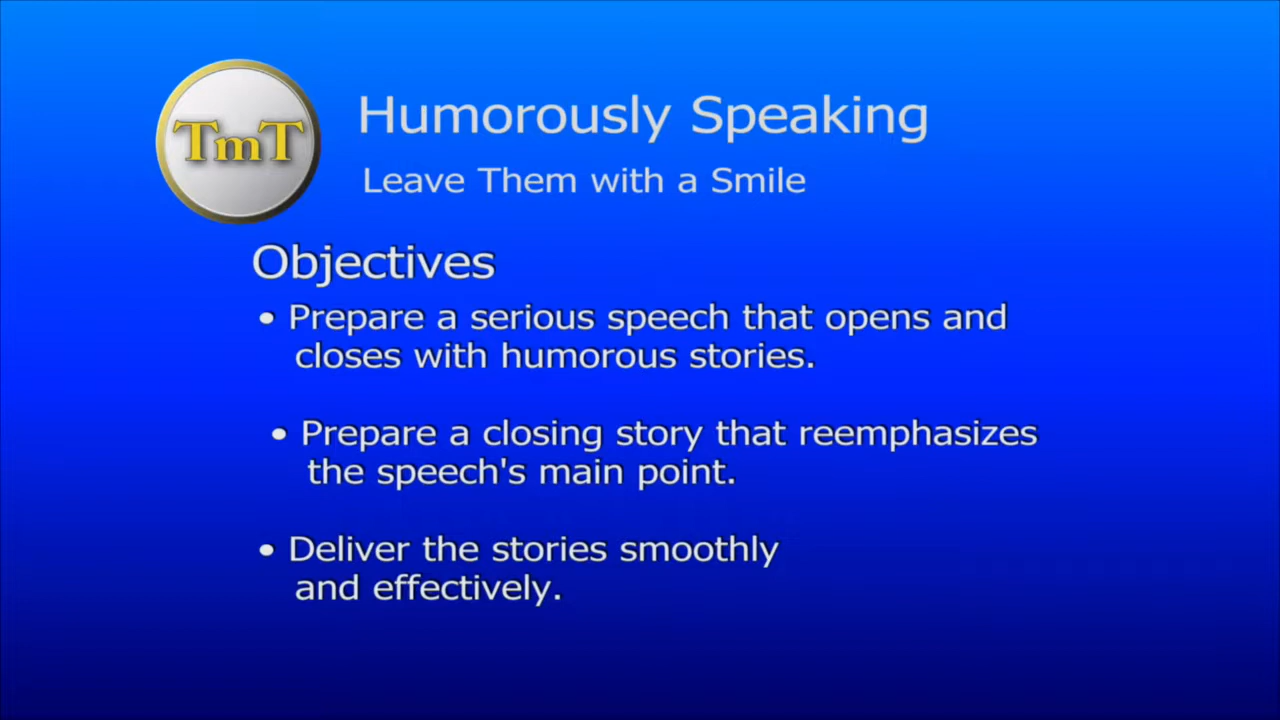 TmT
Humorously Speaking
Leave Them with a Smile
Objectives
• Prepare a serious speech that opens and
closes with humorous stories.
• Prepare a closing story that reemphasizes
the speech's main point.
• Deliver the stories smoothly
and effectively.